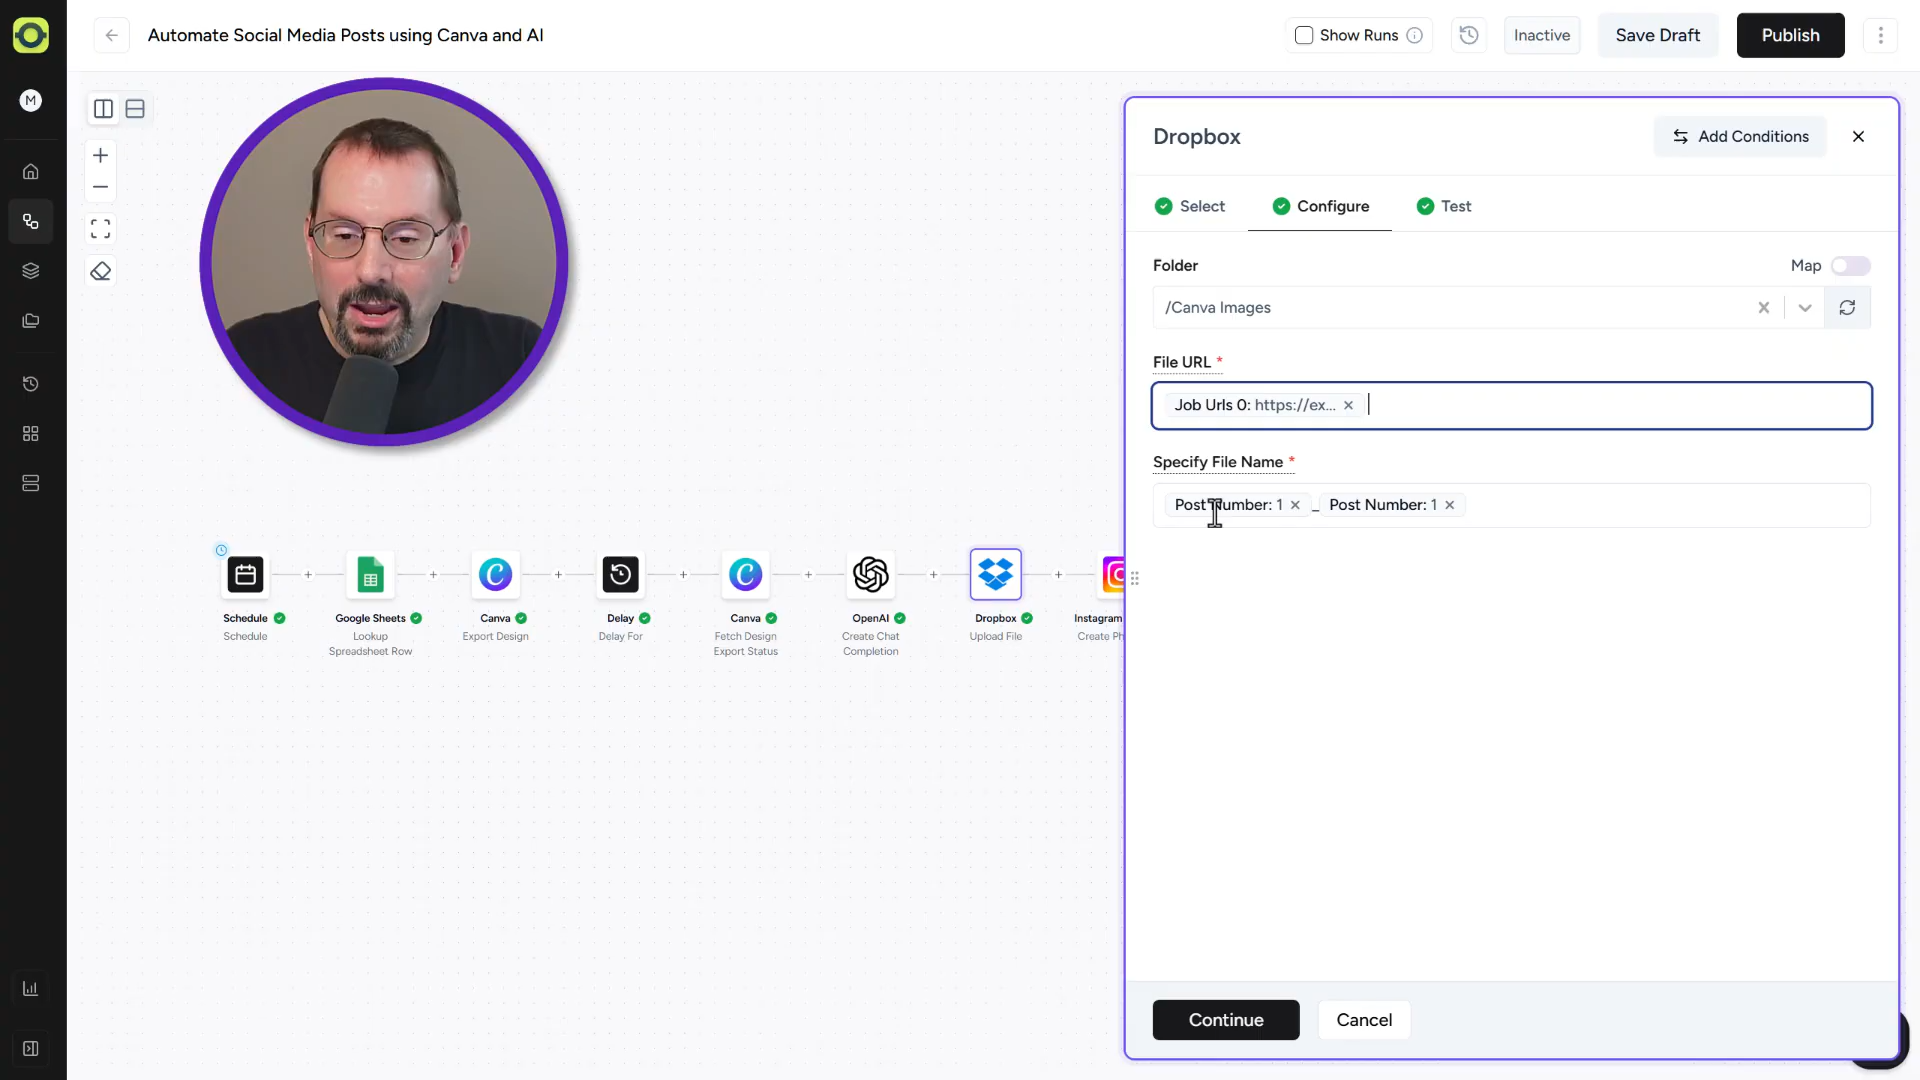 Automate Social Media Posts using Canva and AI
Show Runs
Inactive
Save Draft
Publish
M
Dropbox
Add Conditions
Select
Configure
Test
Folder
Map
/Canva Images
File URL *
Job Urls 0: https://ex...
Specify File Name *
Post Number: 1 _ Post Number: 1
Schedule
Schedule
Google Sheets
Lookup
Spreadsheet Row
Canva
Export Design
Delay
Delay For
Canva
Fetch Design
Export Status
OpenAI
Create Chat
Completion
Dropbox
Upload File
Instagram
Create Ph
Continue
Cancel